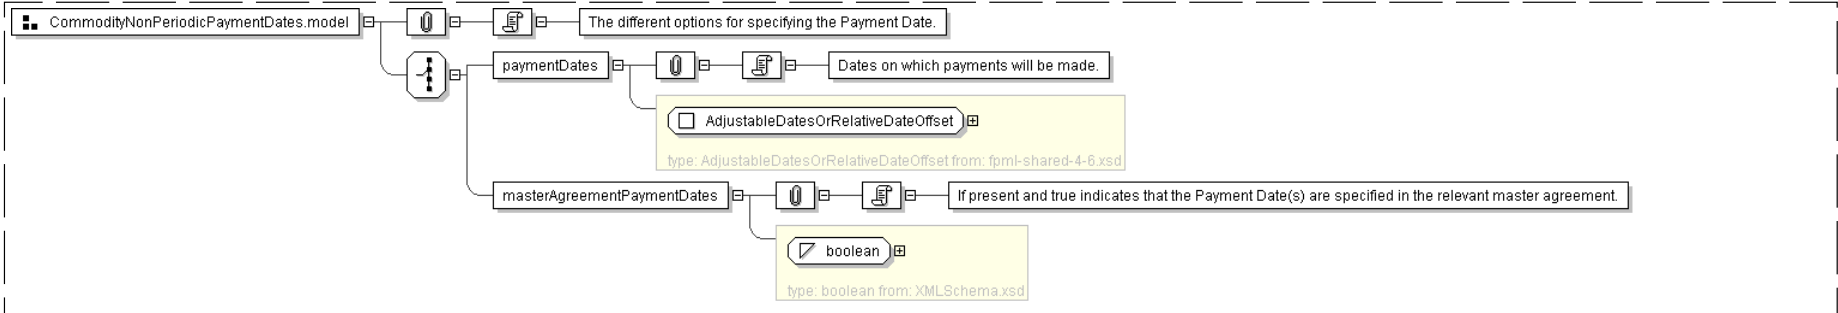 CommodityNonPeriodicPaymentDates.model
The different options for specifying the Payment Date.
paymentDates
Dates on which payments will be made.
AdjustableDatesOrRelativeDateOffset
type: AdjustableDatesOrRelativeDateOffset from: fpml-shared-4-6.xsd
masterAgreementPaymentDates
If present and true indicates that the Payment Date(s) are specified in the relevant master agreement.
boolean
type: boolean from: XMLSchema.xsd